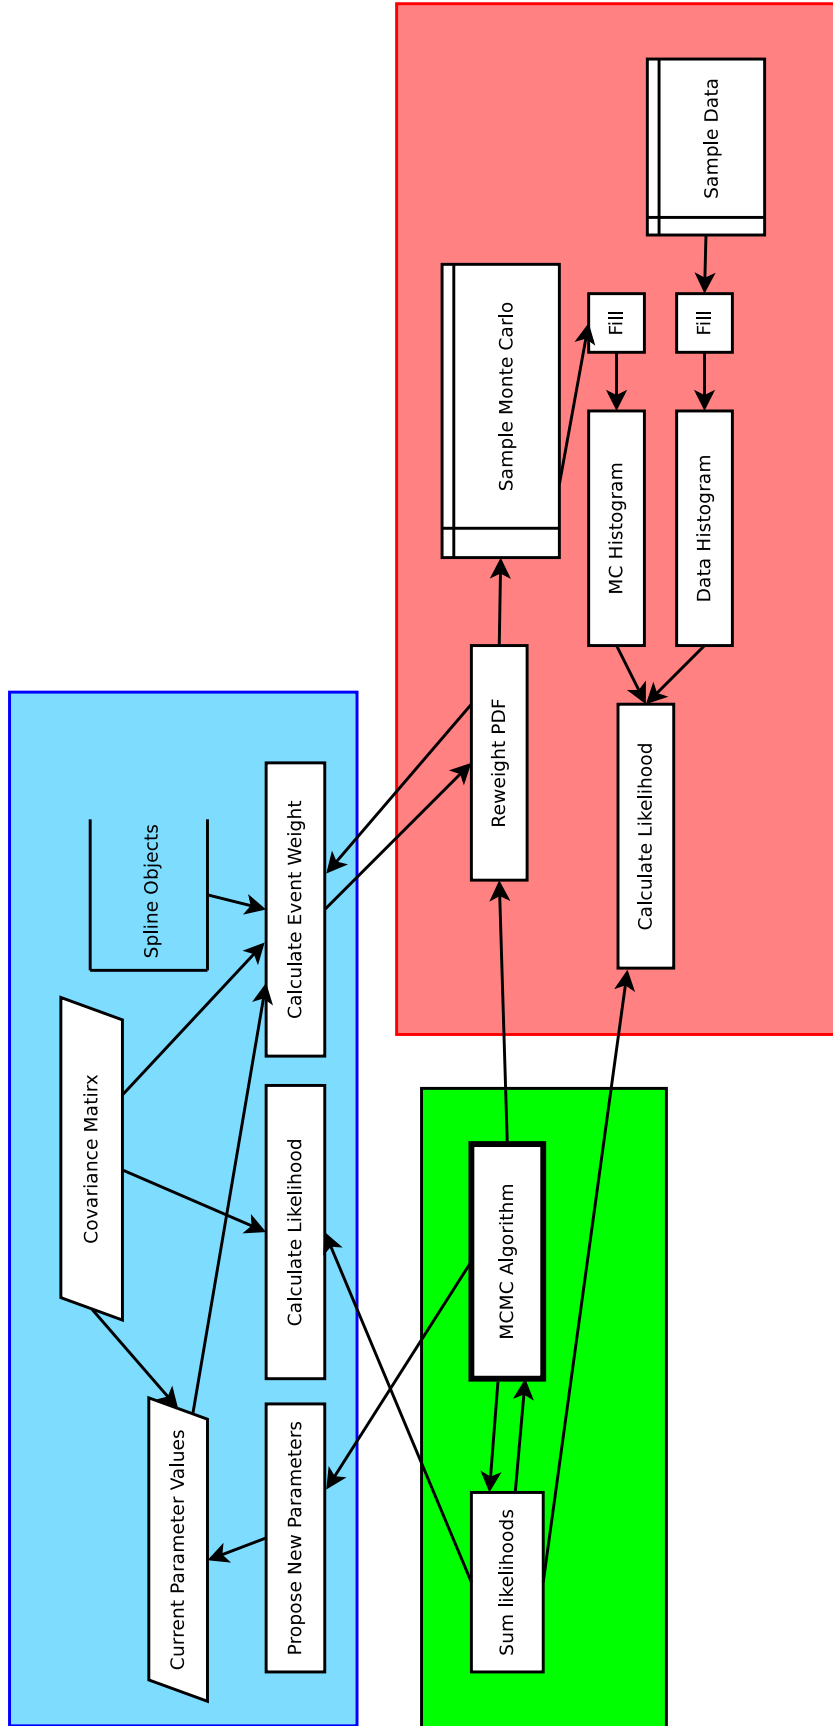 Covariance Matirx
Spline Objects
Current Parameter Values
Propose New Parameters
Calculate Likelihood
Calculate Event Weight
Sum likelihoods
MCMC Algorithm
Reweight PDF
Sample Monte Carlo
Calculate Likelihood
MC Histogram
Fill
Data Histogram
Fill
Sample Data